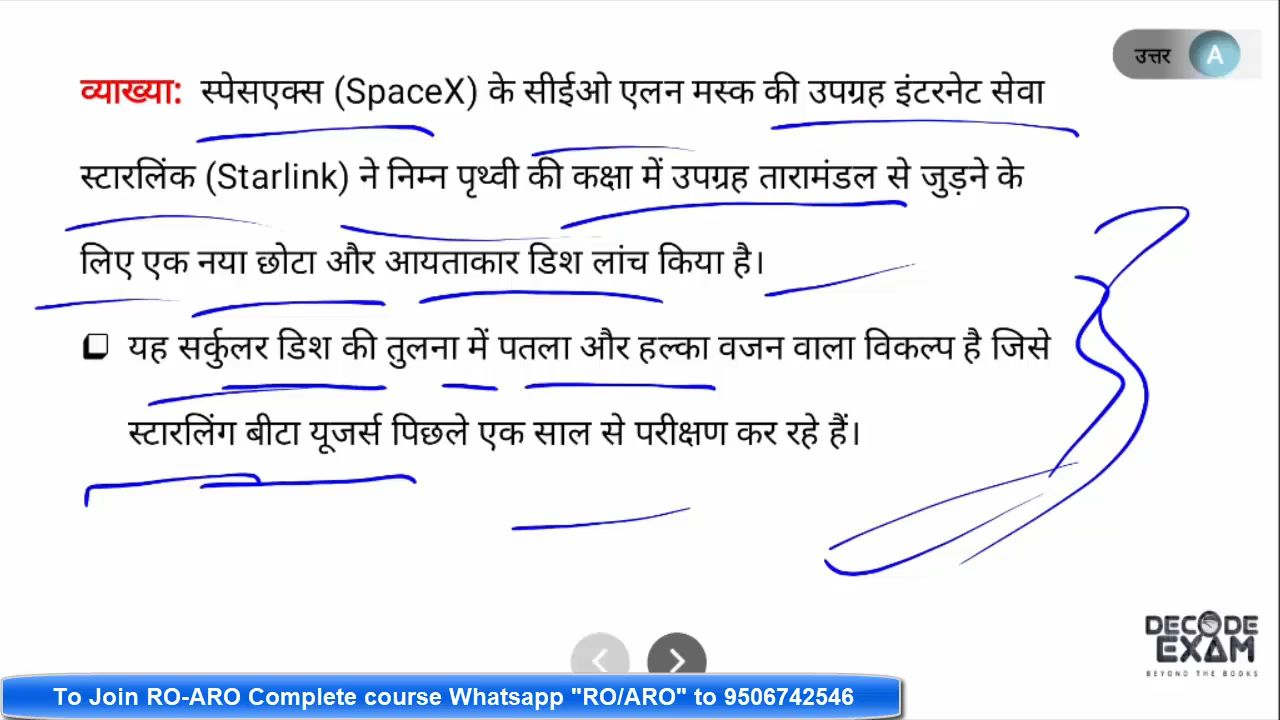 उत्तर A
व्याख्या: स्पेसएक्स (SpaceX) के सीईओ एलन मस्क की उपग्रह इंटरनेट सेवा
स्टारलिंक (Starlink) ने निम्न पृथ्वी की कक्षा में उपग्रह तारामंडल से जुड़ने के
लिए एक नया छोटा और आयताकार डिश लांच किया है।
यह सर्कुलर डिश की तुलना में पतला और हल्का वजन वाला विकल्प है जिसे
स्टारलिंग बीटा यूजर्स पिछले एक साल से परीक्षण कर रहे हैं।
DECODE
EXAM
BEYOND THE BOOKS
To Join RO-ARO Complete course Whatsapp "RO/ARO" to 9506742546